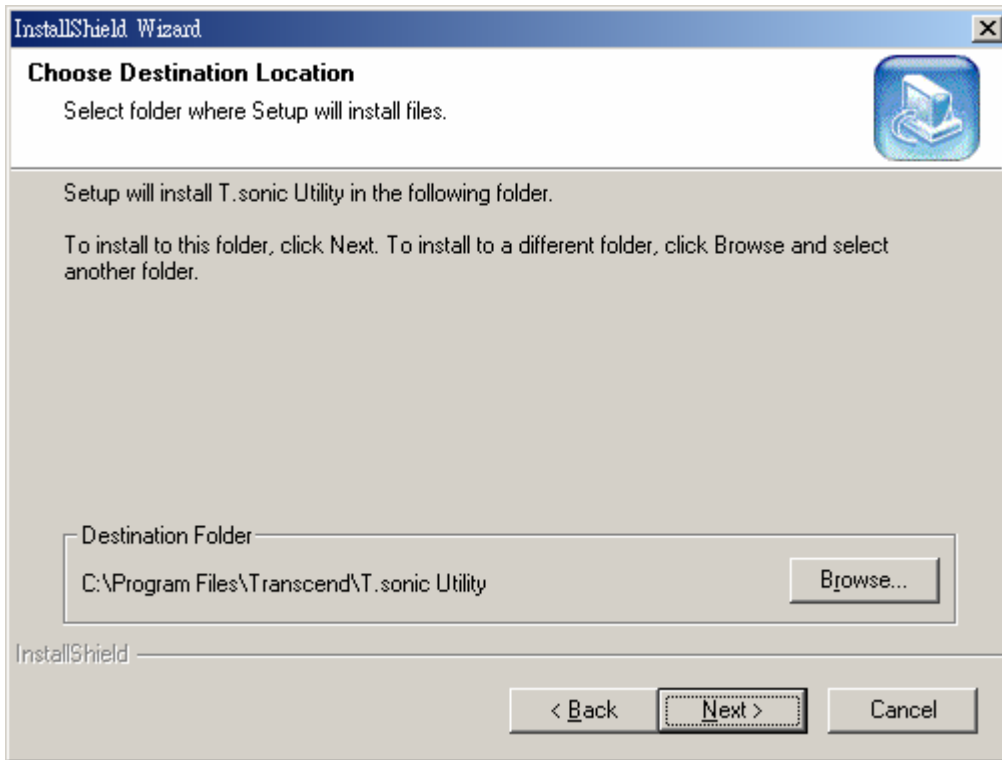 InstallShield Wizard
Choose Destination Location
Select folder where Setup will install files.
Setup will install T.sonic Utility in the following folder.
To install to this folder, click Next. To install to a different folder, click Browse and select
another folder.
Destination Folder
C:\Program Files\Transcend\T.sonic Utility
Browse...
InstallShield
< Back
Next >
Cancel